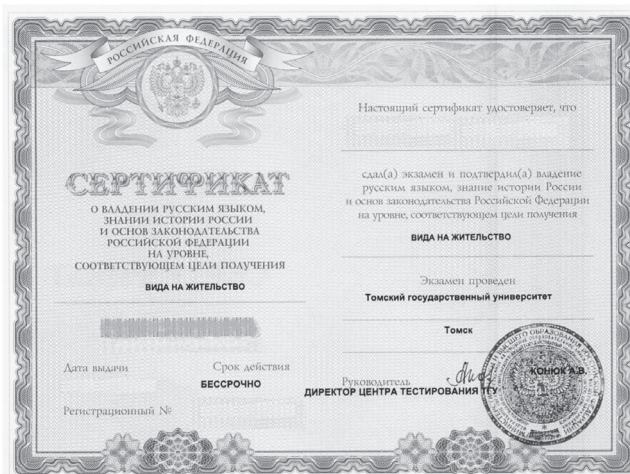 РОССИЙСКАЯ ФЕДЕРАЦИЯ
СЕРТИФИКАТ
О ВЛАДЕНИИ РУССКИМ ЯЗЫКОМ,
ЗНАНИИ ИСТОРИИ РОССИИ
И ОСНОВ ЗАКОНОДАТЕЛЬСТВА
РОССИЙСКОЙ ФЕДЕРАЦИИ
НА УРОВНЕ,
СООТВЕТСТВУЮЩЕМ ЦЕЛИ ПОЛУЧЕНИЯ
ВИДА НА ЖИТЕЛЬСТВО
Дата выдачи
Срок действия
БЕССРОЧНО
Регистрационный №
Настоящий сертификат удостоверяет, что
сдал(а) экзамен и подтвердил(а) владение
русским языком, знание истории России
и основ законодательства Российской Федерации
на уровне, соответствующем цели получения
ВИДА НА ЖИТЕЛЬСТВО
Экзамен проведен
Томский государственный университет
Томск
Руководитель
КОНЮК А.В.
ДИРЕКТОР ЦЕНТРА ТЕСТИРОВАНИЯ ТГУ